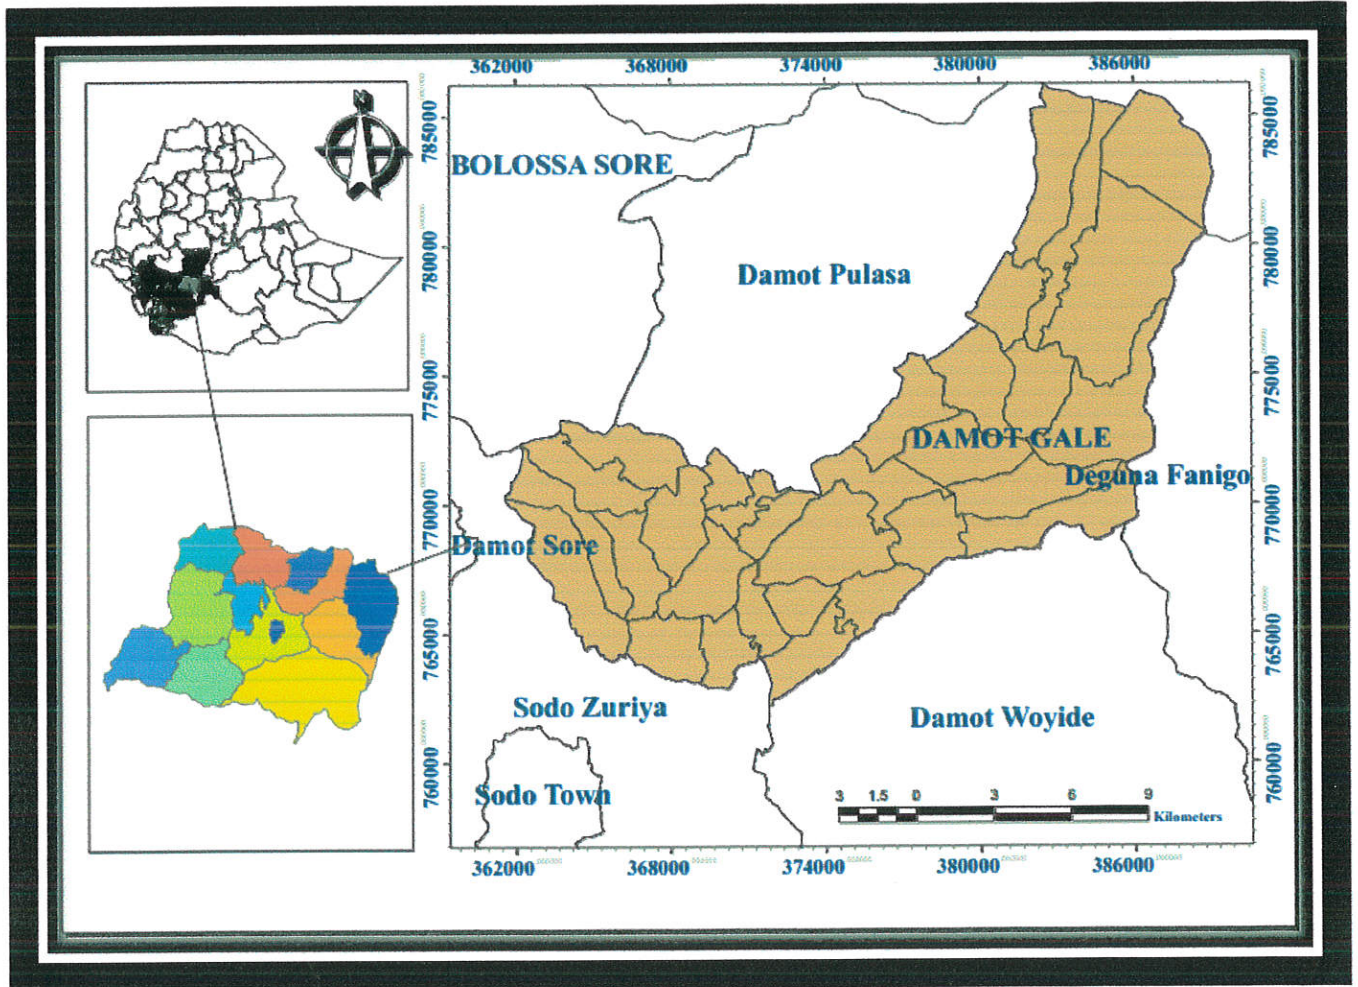 362000 368000 374000 380000 386000
N
785000
785000
BOLOSSA SORE
780000
780000
Damot Pulasa
775000
775000
DAMOT GALE
Deguna Fanigo
770000
770000
Damot Sore
765000
765000
Sodo Zuriya
Damot Woyide
760000
760000
Sodo Town
3 1.5 0 3 6 9
Kilometers
362000 368000 374000 380000 386000